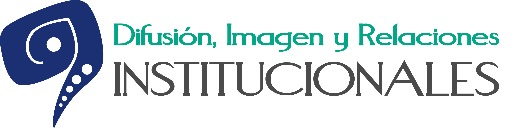 Difusión, Imagen y Relaciones
INSTITUCIONALES